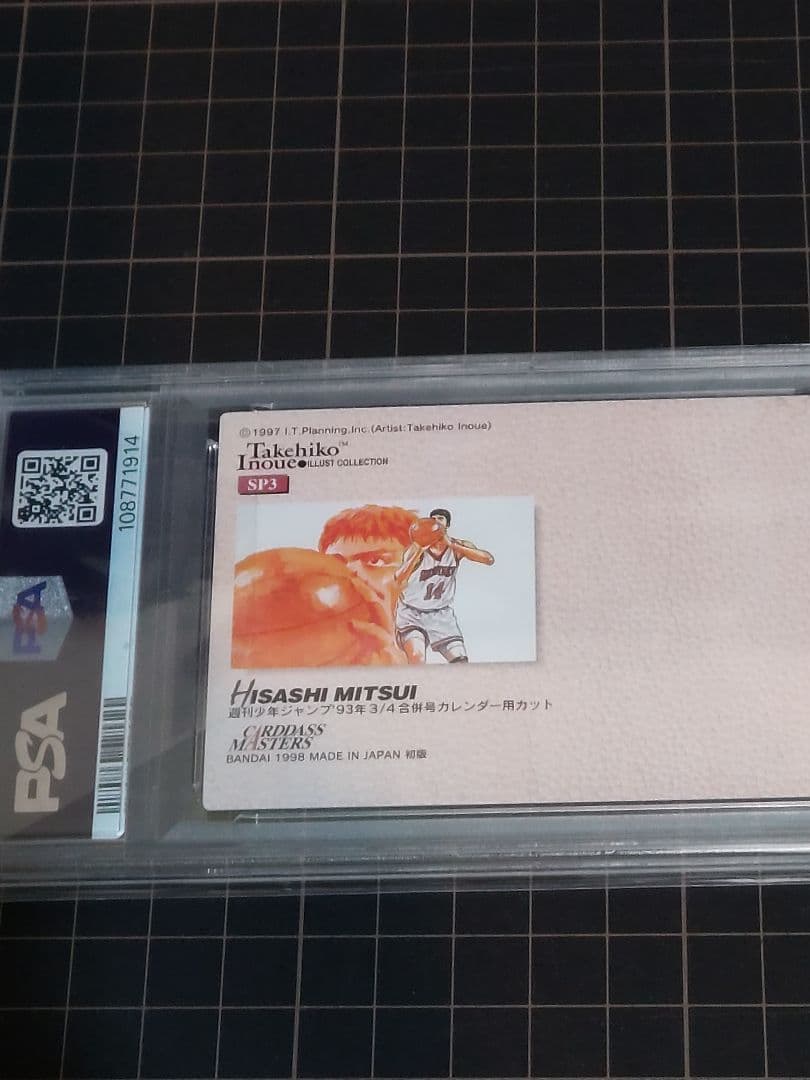 108771914
PSA
PSA
©1997 I.T.Planning,Inc.(Artist:Takehiko Inoue)
Takehiko™
Inoue●ILLUST COLLECTION
SP3
14
HISASHI MITSUI
週刊少年ジャンプ'93年3/4合併号カレンダー用カット
CARDDASS
MASTERS
BANDAI 1998 MADE IN JAPAN 初版